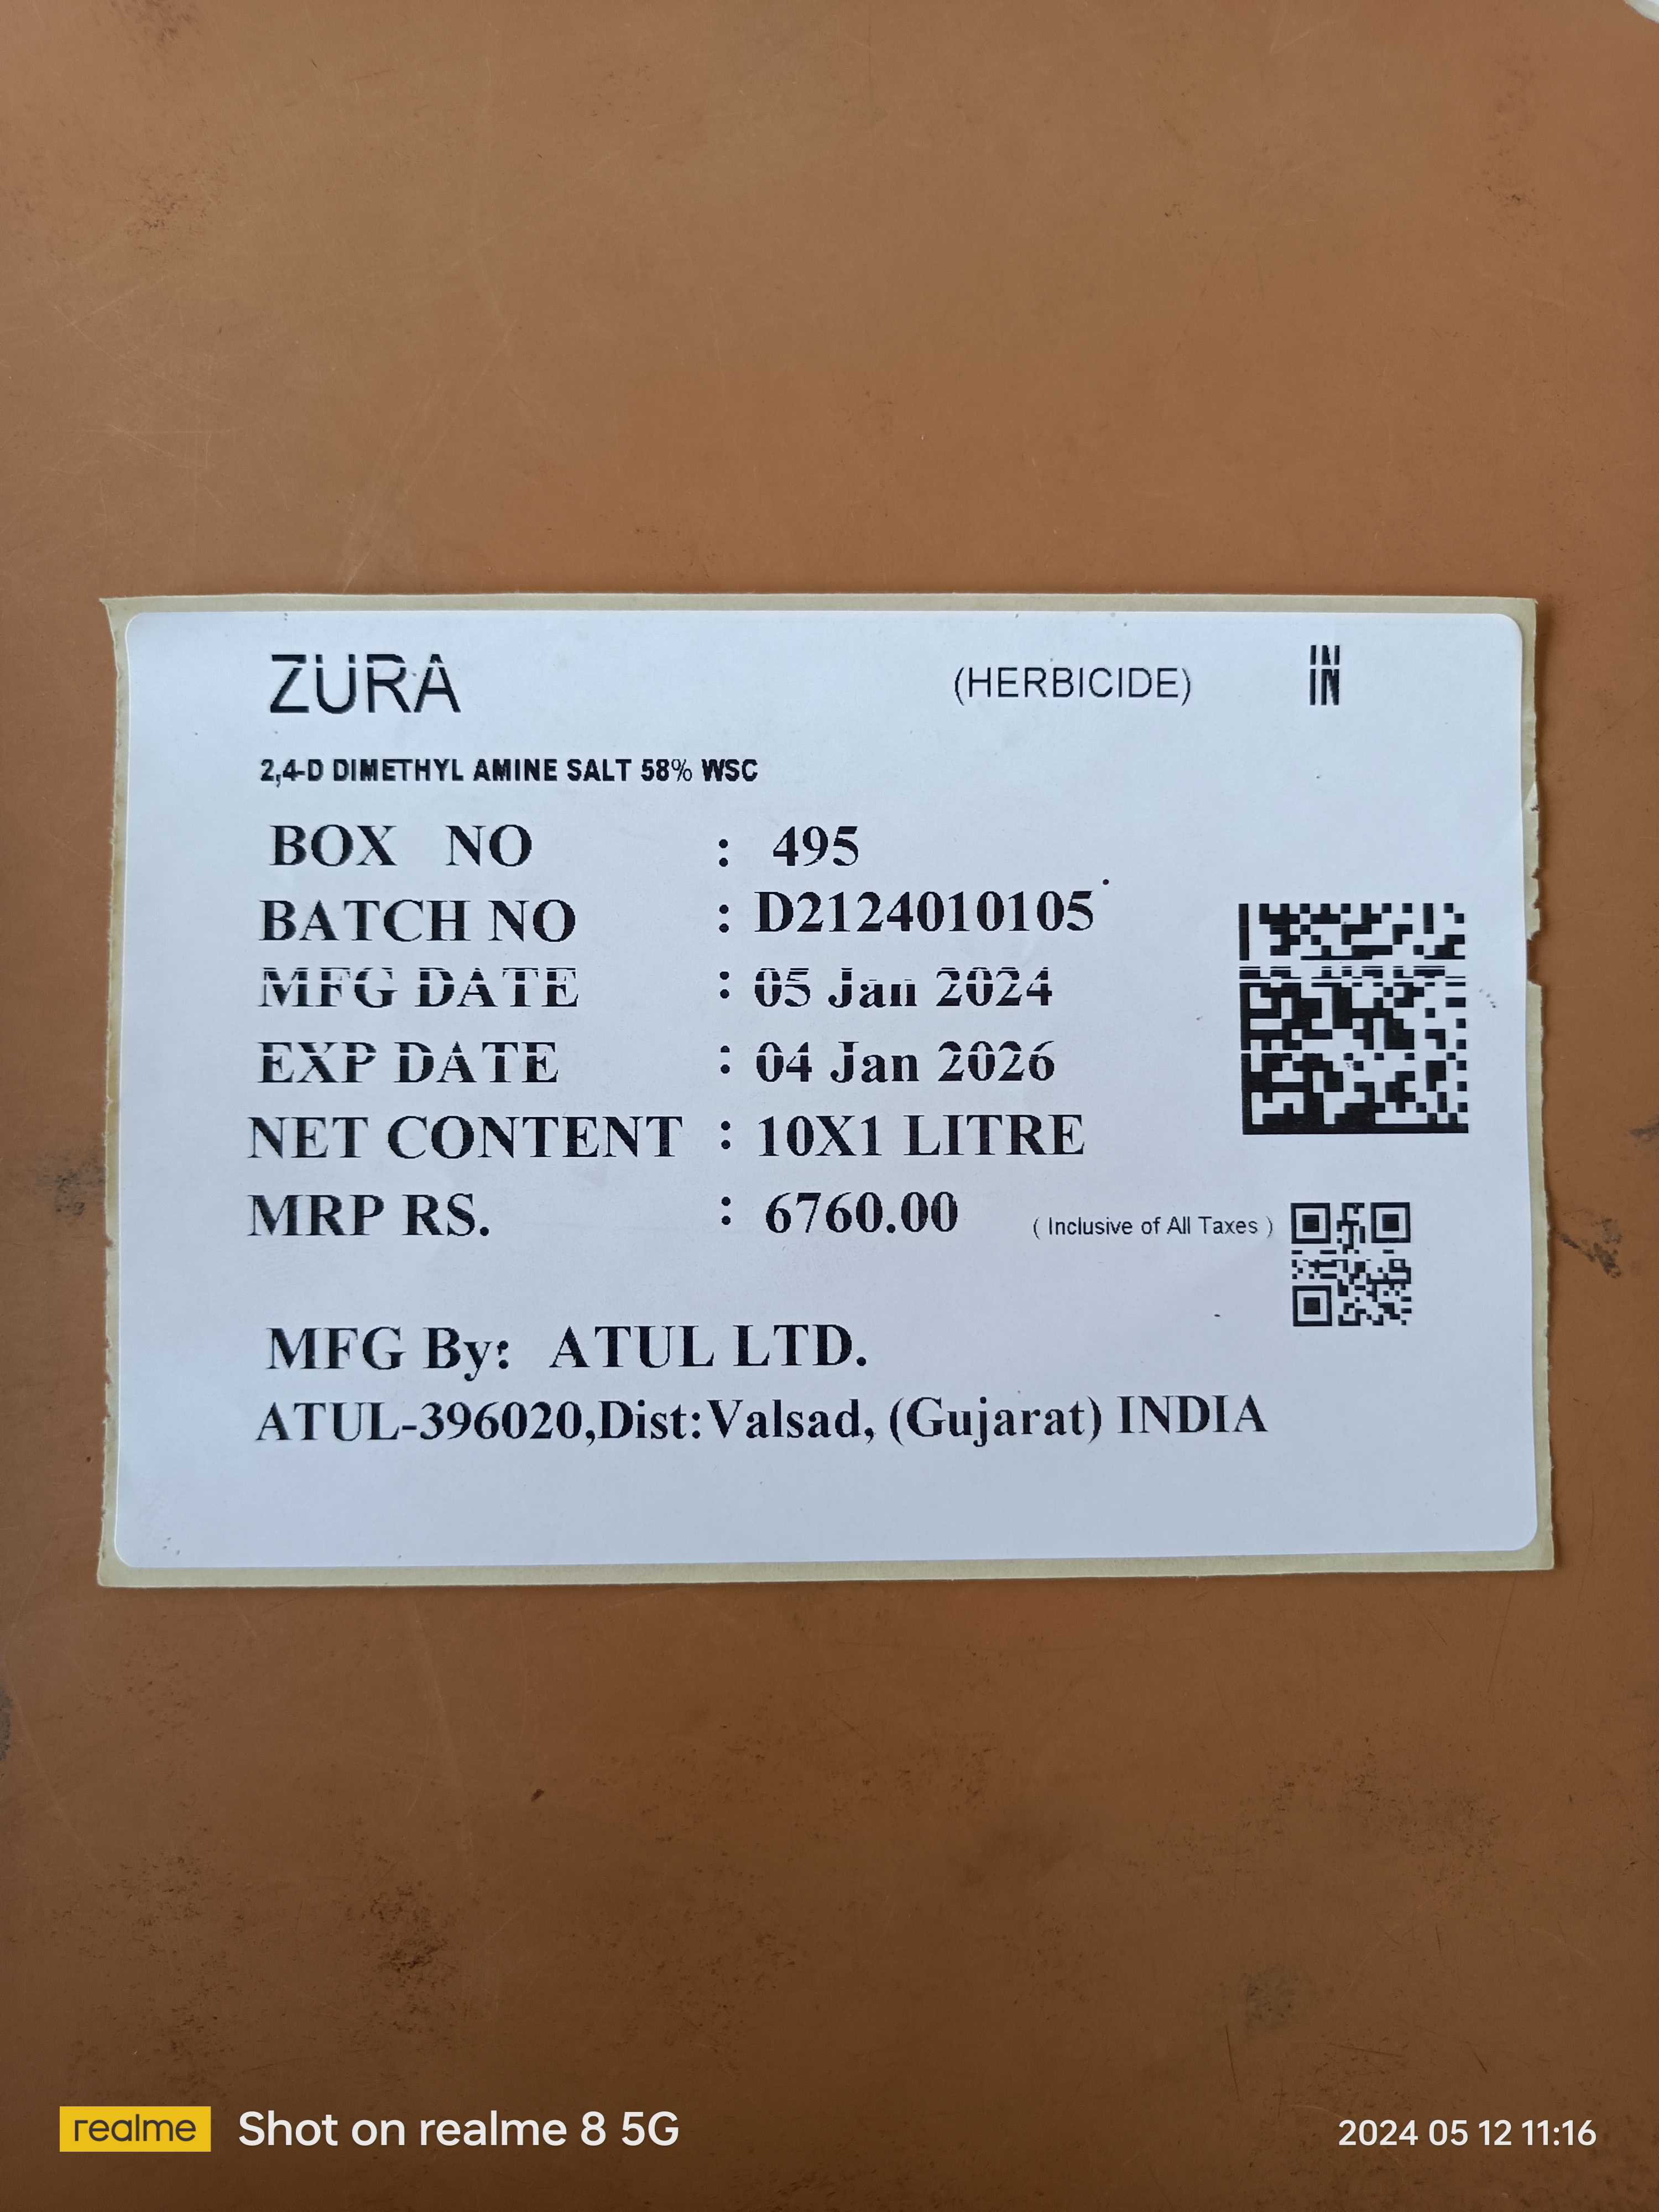 ZURA (HERBICIDE) IN
2,4-D DIMETHYL AMINE SALT 58% WSC
BOX NO : 495
BATCH NO : D2124010105
MFG DATE : 05 Jan 2024
EXP DATE : 04 Jan 2026
NET CONTENT : 10X1 LITRE
MRP RS. : 6760.00 ( Inclusive of All Taxes )
MFG By: ATUL LTD.
ATUL-396020,Dist:Valsad, (Gujarat) INDIA
realme Shot on realme 8 5G 2024 05 12 11:16